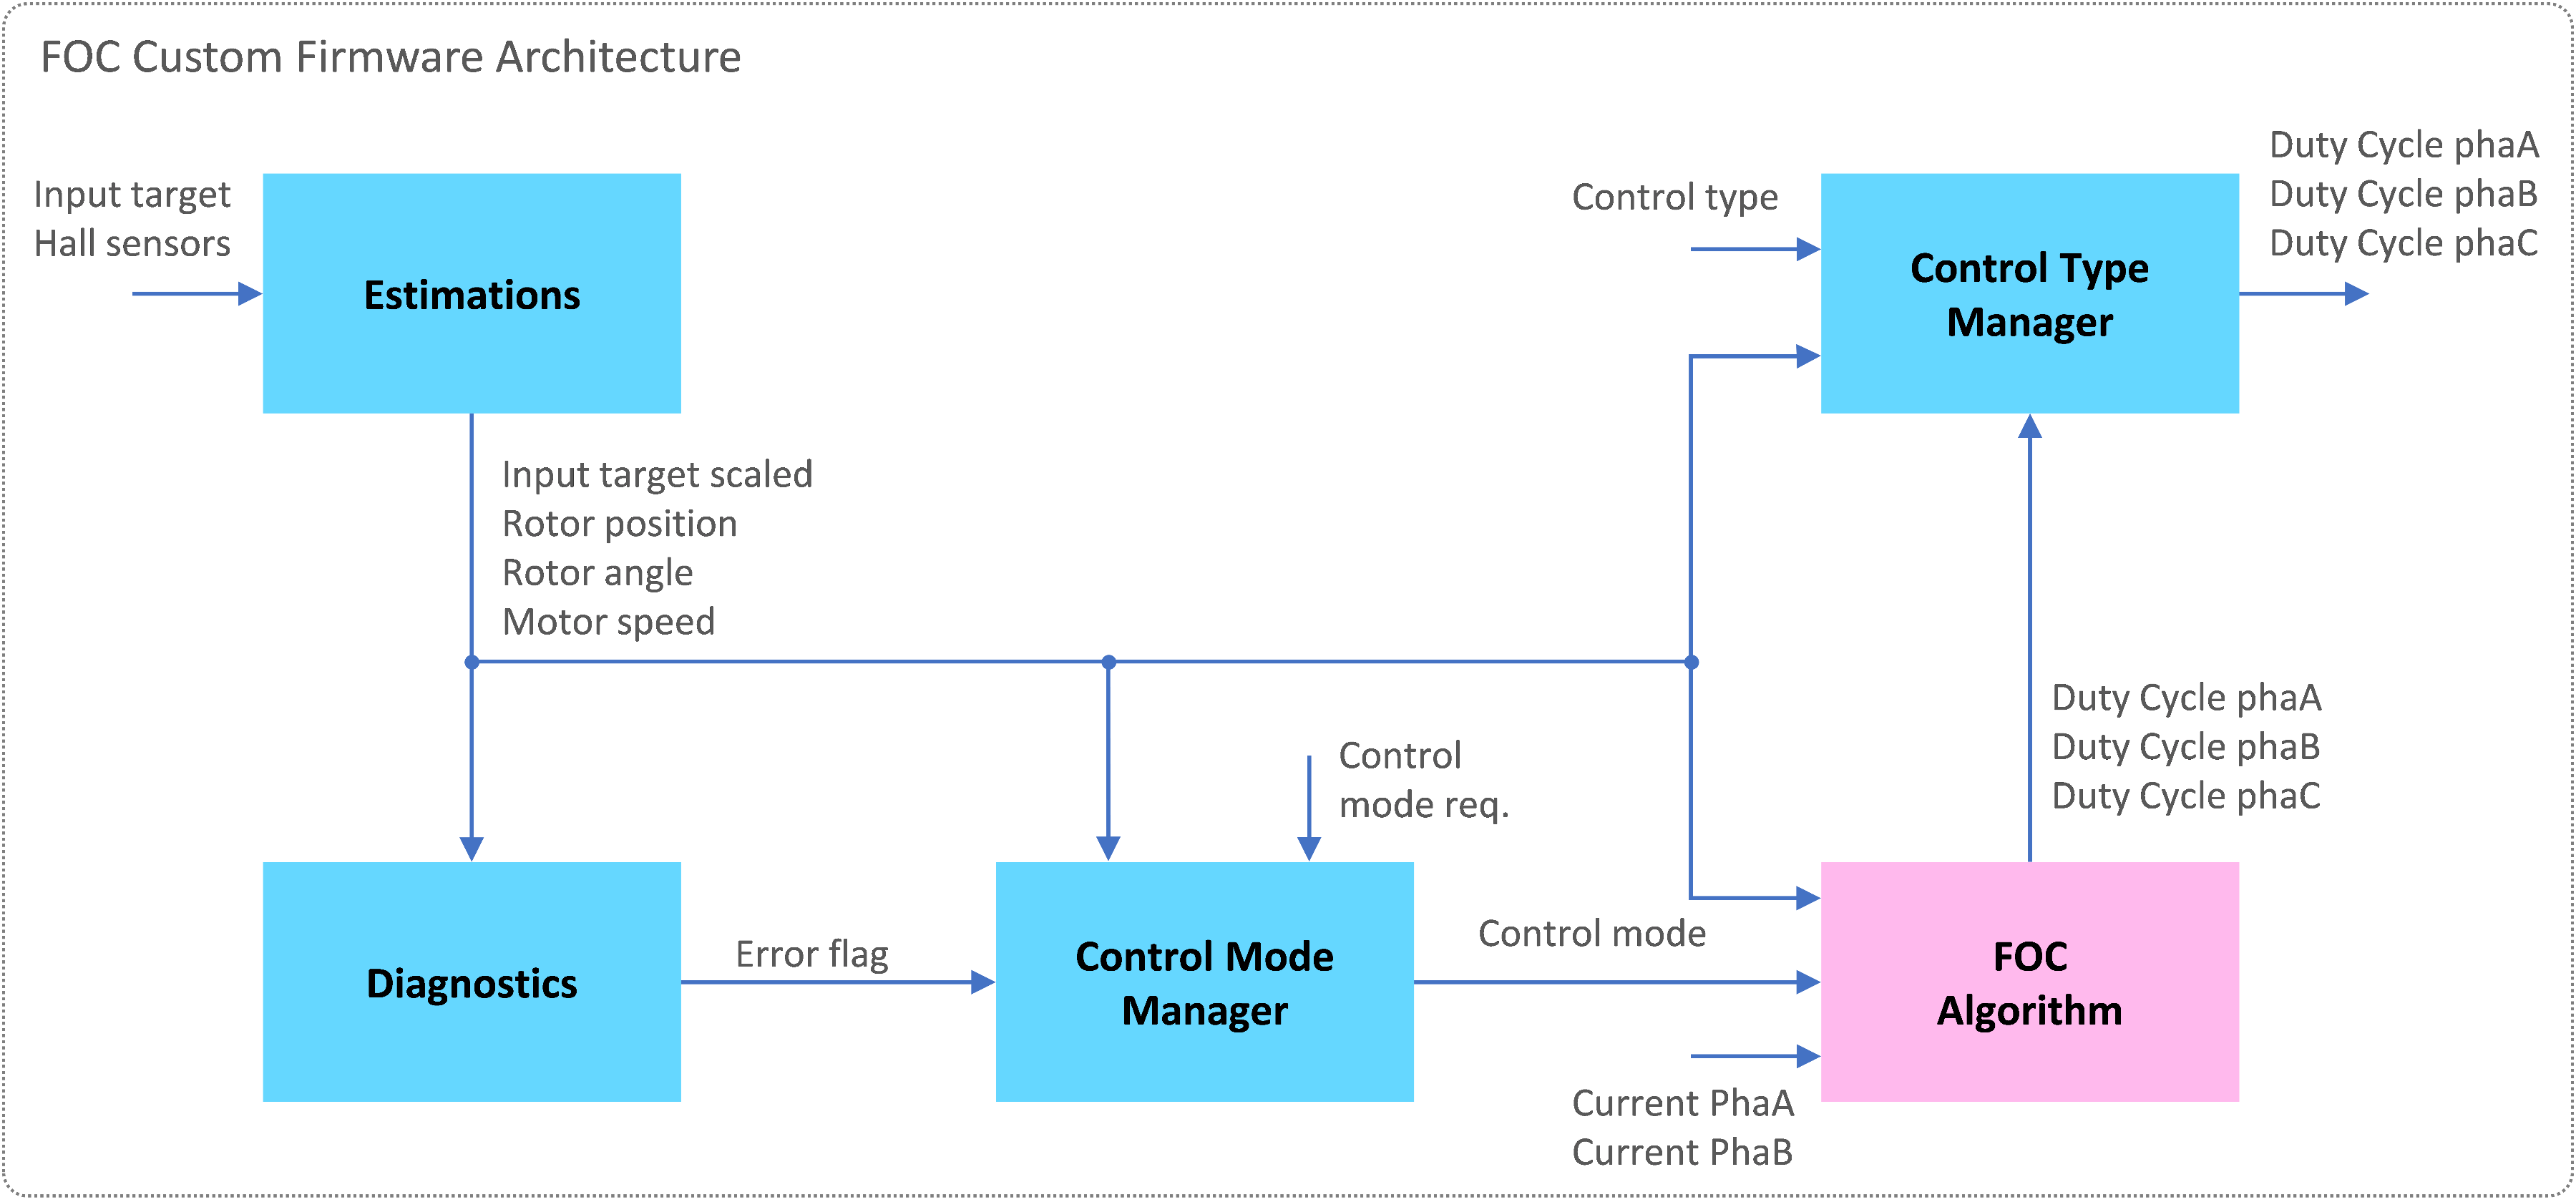 FOC Custom Firmware Architecture
Input target
Hall sensors
Estimations
Control type
Control Type
Manager
Duty Cycle phaA
Duty Cycle phaB
Duty Cycle phaC
Input target scaled
Rotor position
Rotor angle
Motor speed
Control
mode req.
Duty Cycle phaA
Duty Cycle phaB
Duty Cycle phaC
Diagnostics
Error flag
Control Mode
Manager
Control mode
FOC
Algorithm
Current PhaA
Current PhaB